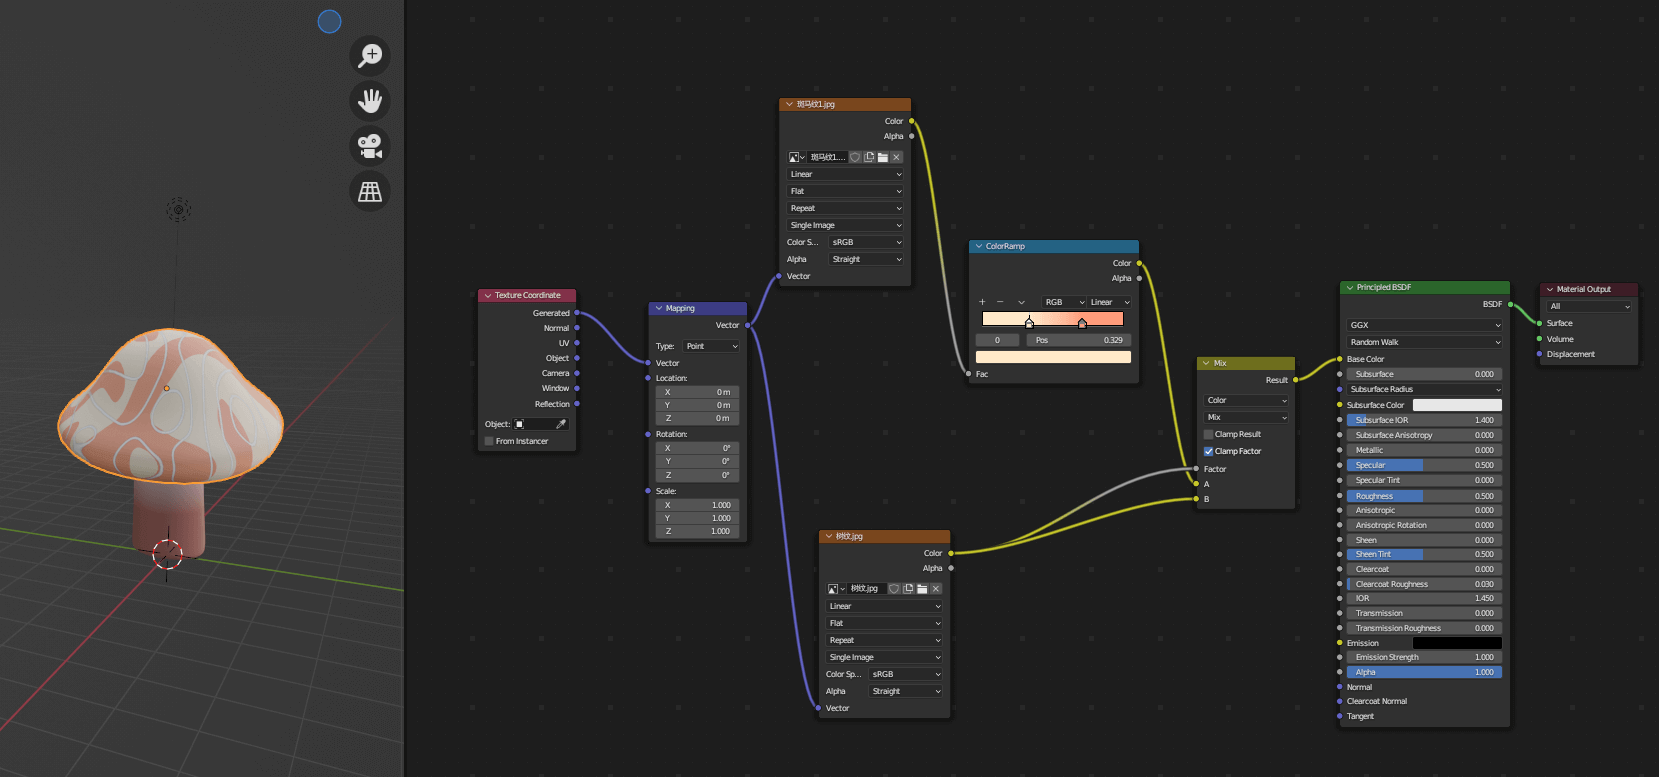 Texture Coordinate
Generated
Normal
UV
Object
Camera
Window
Reflection
Object:
From Instancer
Mapping
Vector
Type: Point
Vector
Location:
X 0 m
Y 0 m
Z 0 m
Rotation:
X 0°
Y 0°
Z 0°
Scale:
X 1.000
Y 1.000
Z 1.000
斑马纹1.jpg
Color
Alpha
斑马纹1....
Linear
Flat
Repeat
Single Image
Color S... sRGB
Alpha Straight
Vector
树纹.jpg
Color
Alpha
树纹.jpg
Linear
Flat
Repeat
Single Image
Color Sp... sRGB
Alpha Straight
Vector
ColorRamp
Color
Alpha
RGB Linear
0 Pos 0.329
Fac
Mix
Result
Color
Mix
Clamp Result
Clamp Factor
Factor
A
B
Principled BSDF
BSDF
GGX
Random Walk
Base Color
Subsurface 0.000
Subsurface Radius
Subsurface Color
Subsurface IOR 1.400
Subsurface Anisotropy 0.000
Metallic 0.000
Specular 0.500
Specular Tint 0.000
Roughness 0.500
Anisotropic 0.000
Anisotropic Rotation 0.000
Sheen 0.000
Sheen Tint 0.500
Clearcoat 0.000
Clearcoat Roughness 0.030
IOR 1.450
Transmission 0.000
Transmission Roughness 0.000
Emission
Emission Strength 1.000
Alpha 1.000
Normal
Clearcoat Normal
Tangent
Material Output
All
Surface
Volume
Displacement